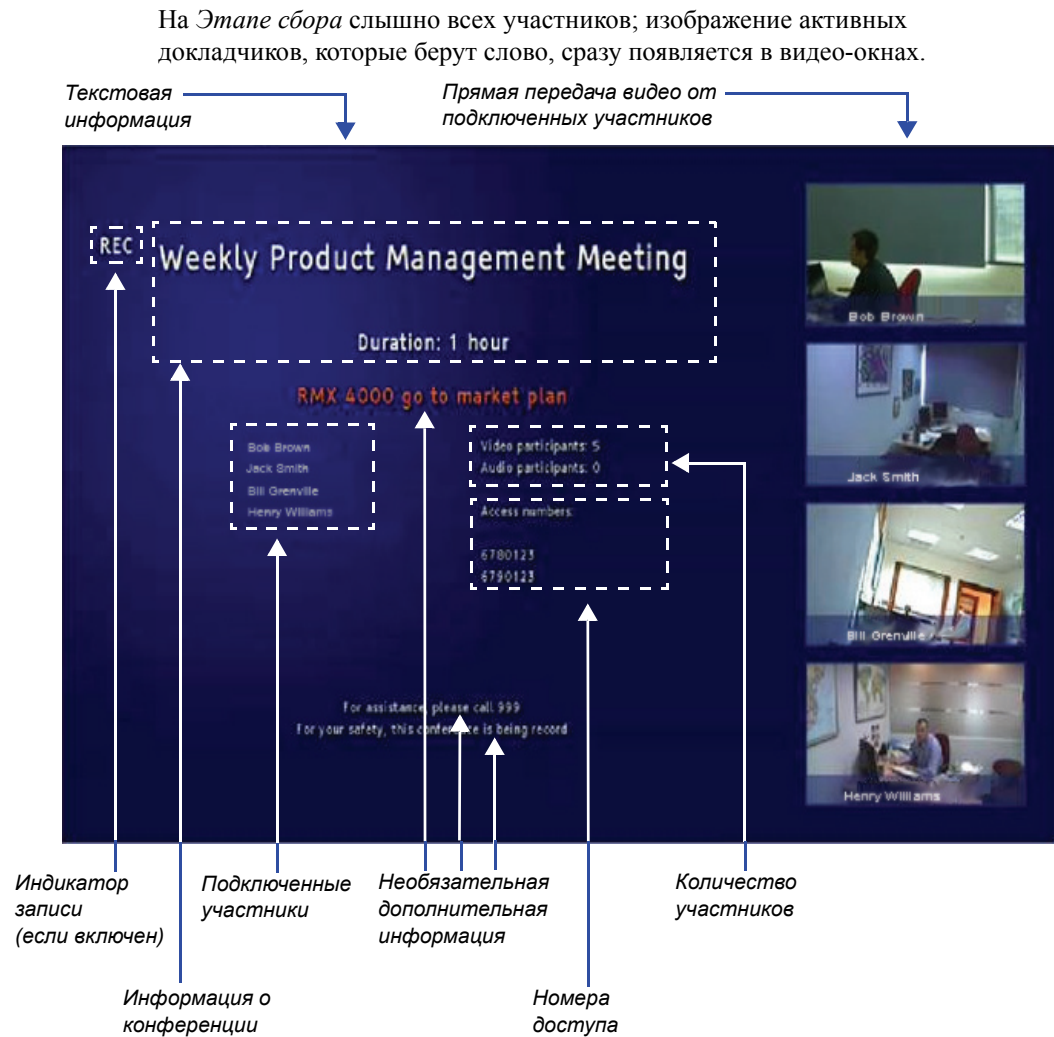 На Этапе сбора слышно всех участников; изображение активных
докладчиков, которые берут слово, сразу появляется в видео-окнах.
Текстовая
информация
Прямая передача видео от
подключенных участников
REC
Weekly Product Management Meeting
Duration: 1 hour
RMX 4000 go to market plan
Bob Brown
Jack Smith
Bill Grenville
Henry Williams
Video participants: 5
Audio participants: 0
Access numbers:
6780123
6790123
For assistance, please call 999
For your safety, this conference is being record
Bob Brown
Jack Smith
Bill Grenville
Henry Williams
Индикатор
записи
(если включен)
Подключенные
участники
Необязательная
дополнительная
информация
Количество
участников
Информация о
конференции
Номера
доступа